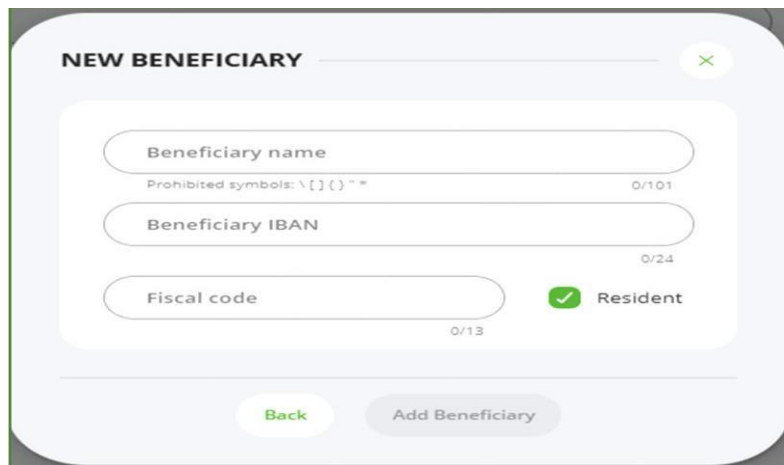 NEW BENEFICIARY
Beneficiary name
Prohibited symbols: \ [ ] { } ^ *
0/101
Beneficiary IBAN
0/24
Fiscal code
Resident
0/13
Back
Add Beneficiary